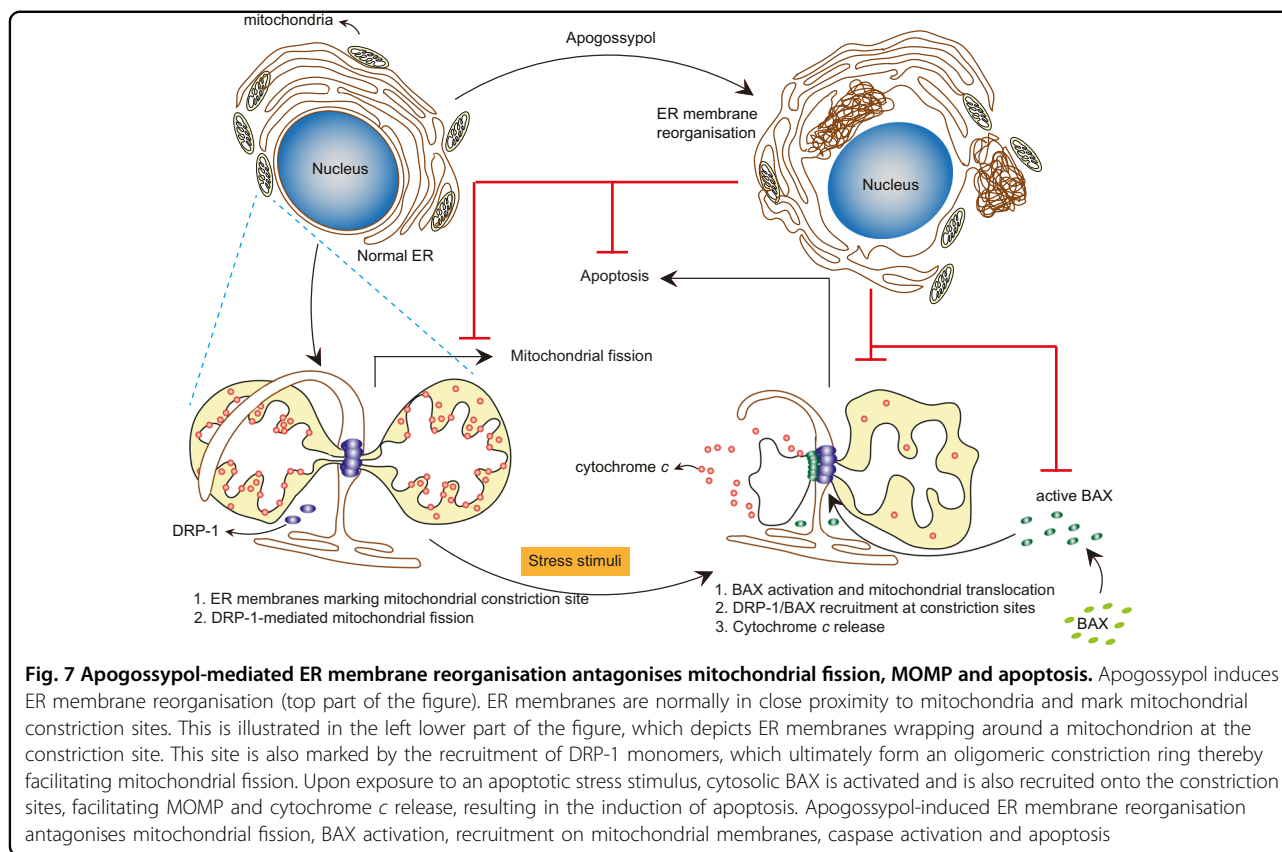 mitochondria
Apogossypol
ER membrane
reorganisation
Nucleus
Nucleus
Normal ER
Apoptosis
Mitochondrial fission
cytochrome c
active BAX
DRP-1
Stress stimuli
1. ER membranes marking mitochondrial constriction site
2. DRP-1-mediated mitochondrial fission
1. BAX activation and mitochondrial translocation
2. DRP-1/BAX recruitment at constriction sites
3. Cytochrome c release
BAX
Fig. 7 Apogossypol-mediated ER membrane reorganisation antagonises mitochondrial fission, MOMP and apoptosis. Apogossypol induces
ER membrane reorganisation (top part of the figure). ER membranes are normally in close proximity to mitochondria and mark mitochondrial
constriction sites. This is illustrated in the left lower part of the figure, which depicts ER membranes wrapping around a mitochondrion at the
constriction site. This site is also marked by the recruitment of DRP-1 monomers, which ultimately form an oligomeric constriction ring thereby
facilitating mitochondrial fission. Upon exposure to an apoptotic stress stimulus, cytosolic BAX is activated and is also recruited onto the constriction
sites, facilitating MOMP and cytochrome c release, resulting in the induction of apoptosis. Apogossypol-induced ER membrane reorganisation
antagonises mitochondrial fission, BAX activation, recruitment on mitochondrial membranes, caspase activation and apoptosis